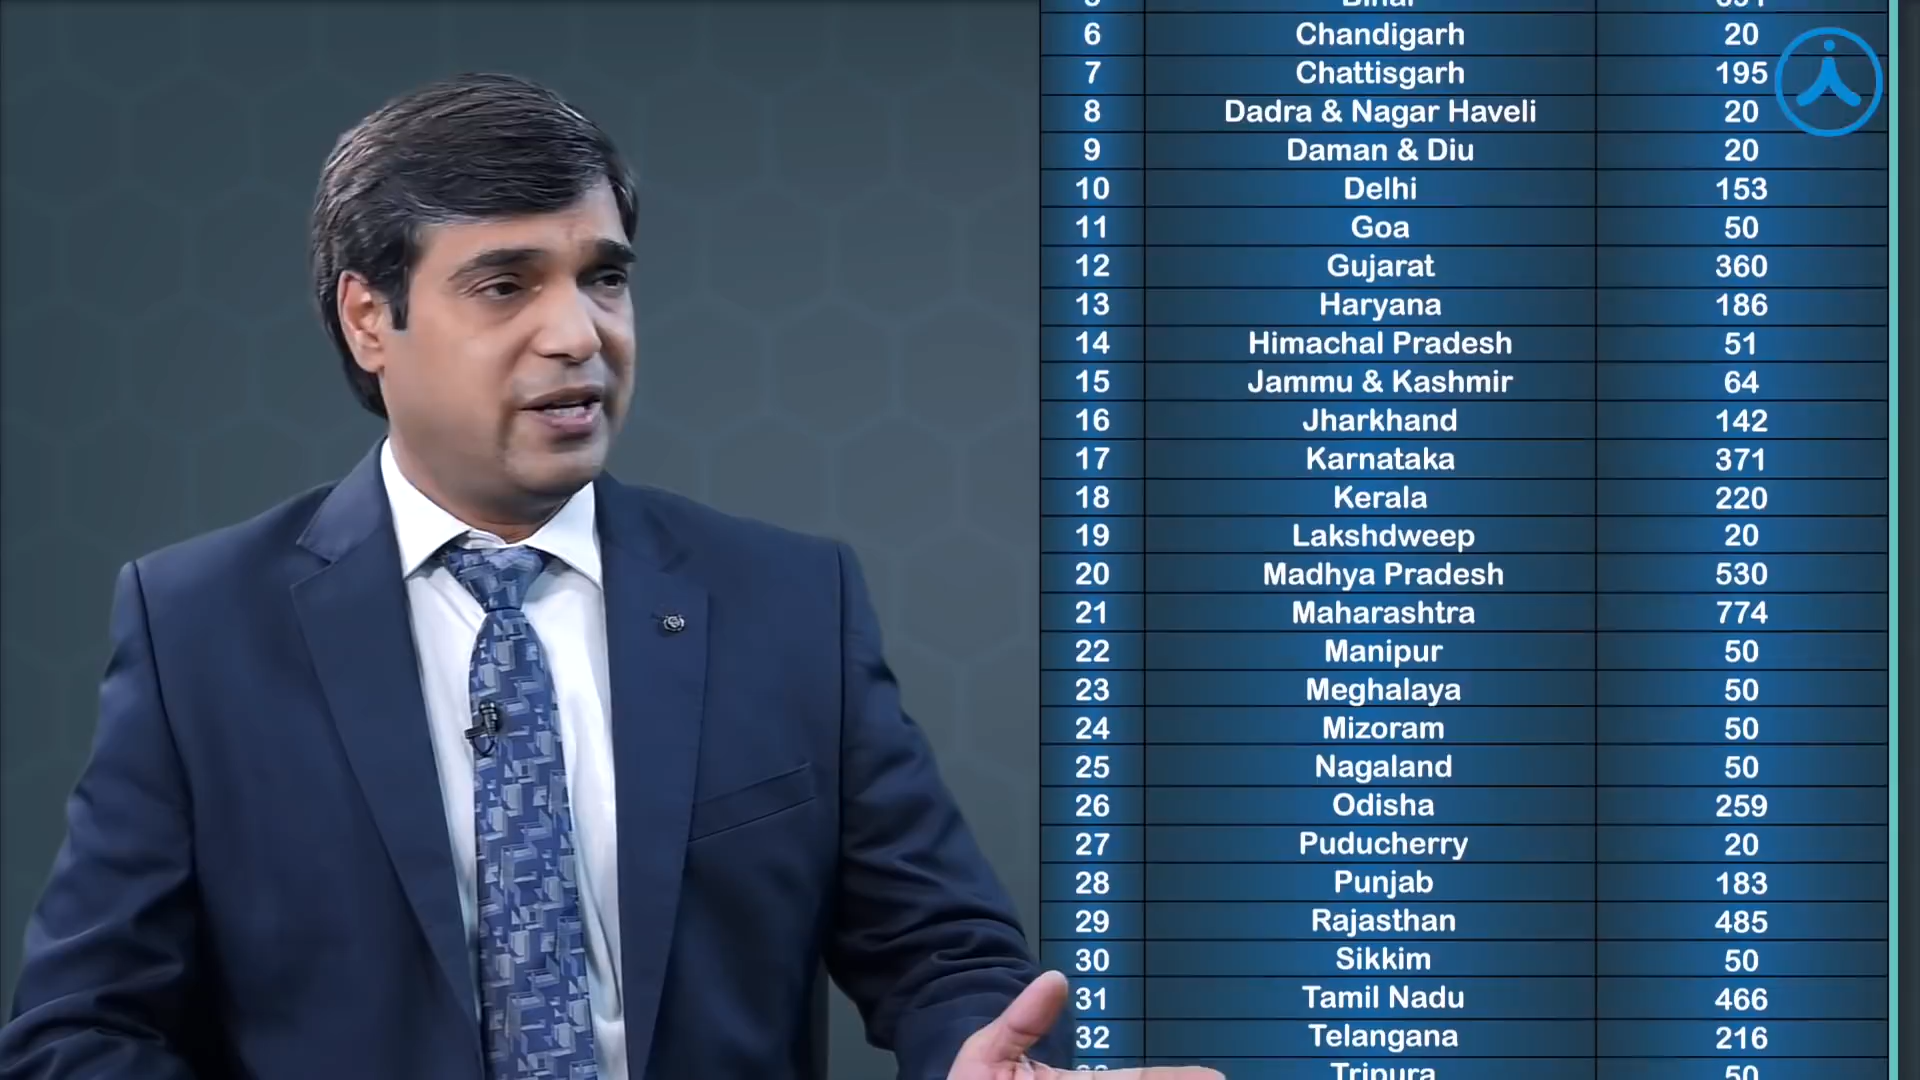 6 Chandigarh 20
7 Chattisgarh 195
8 Dadra & Nagar Haveli 20
9 Daman & Diu 20
10 Delhi 153
11 Goa 50
12 Gujarat 360
13 Haryana 186
14 Himachal Pradesh 51
15 Jammu & Kashmir 64
16 Jharkhand 142
17 Karnataka 371
18 Kerala 220
19 Lakshdweep 20
20 Madhya Pradesh 530
21 Maharashtra 774
22 Manipur 50
23 Meghalaya 50
24 Mizoram 50
25 Nagaland 50
26 Odisha 259
27 Puducherry 20
28 Punjab 183
29 Rajasthan 485
30 Sikkim 50
31 Tamil Nadu 466
32 Telangana 216
Tripura 50